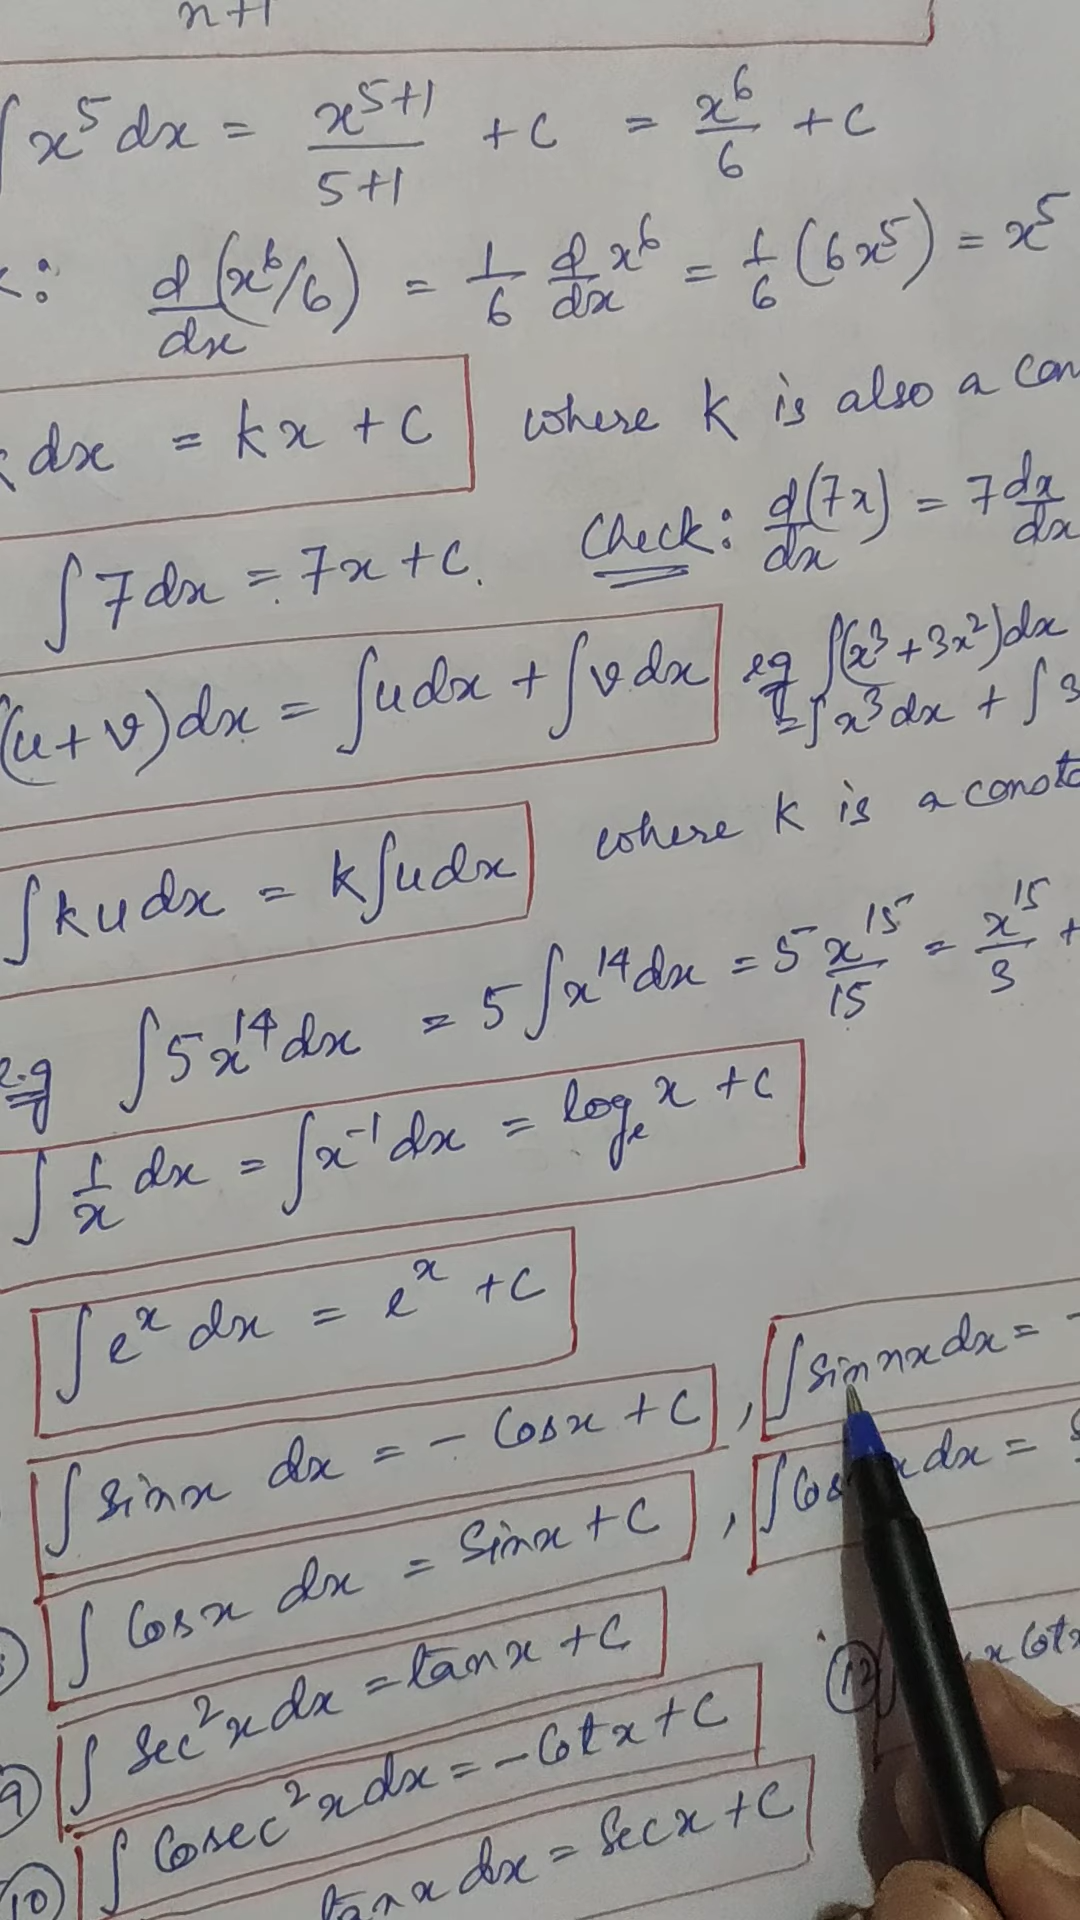 n+1
∫ x⁵ dx = x⁵⁺¹/5+1 + c = x⁶/6 + c
: d/dx (x⁶/6) = 1/6 d/dx x⁶ = 1/6 (6x⁵) = x⁵
dx = kx + c where k is also a con
∫ 7 dx = 7x + c. Check: d/dx (7x) = 7 dx/dx
(u + v) dx = ∫ u dx + ∫ v dx eg ∫(x³ + 3x²) dx
= ∫ x³ dx + ∫ 3
∫ k u dx = k ∫ u dx where k is a consta
e.g ∫ 5x¹⁴ dx = 5 ∫ x¹⁴ dx = 5 x¹⁵/15 = x¹⁵/3 +
∫ 1/x dx = ∫ x⁻¹ dx = logₑ x + c
∫ eˣ dx = eˣ + c
∫ sin x dx = - Cos x + c , ∫ sin nx dx = -
∫ Cos x dx = Sin x + c , ∫ Cos x dx =
∫ Sec² x dx = tan x + c (12) x Cot x
(9) ∫ Cosec² x dx = - Cot x + c
(10) tan x dx = Sec x + c